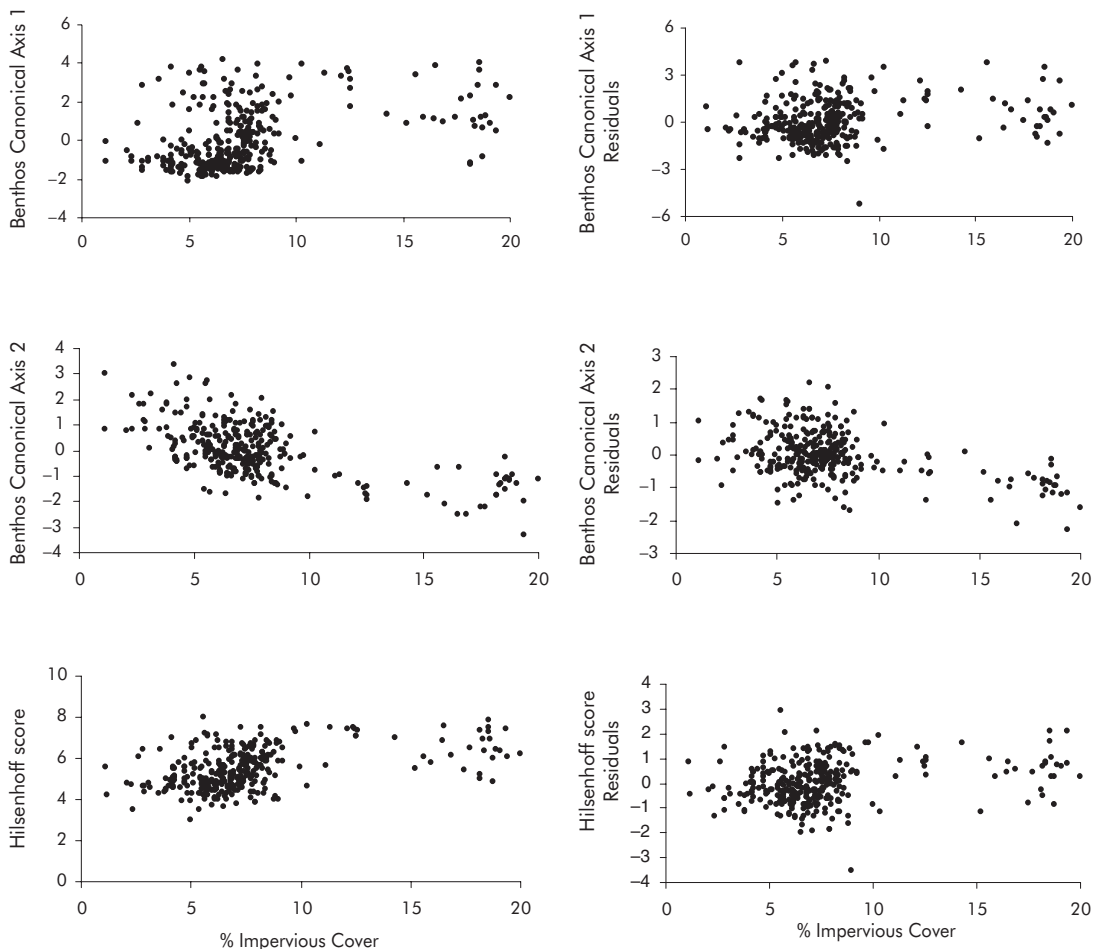 Benthos Canonical Axis 1
6
4
2
0
−2
−4
0 5 10 15 20
Benthos Canonical Axis 1
Residuals
6
3
0
−3
−6
0 5 10 15 20
Benthos Canonical Axis 2
4
3
2
1
0
−1
−2
−3
−4
0 5 10 15 20
Benthos Canonical Axis 2
Residuals
3
2
1
0
−1
−2
−3
0 5 10 15 20
Hilsenhoff score
10
8
6
4
2
0
0 5 10 15 20
% Impervious Cover
Hilsenhoff score
Residuals
4
3
2
1
0
−1
−2
−3
−4
0 5 10 15 20
% Impervious Cover